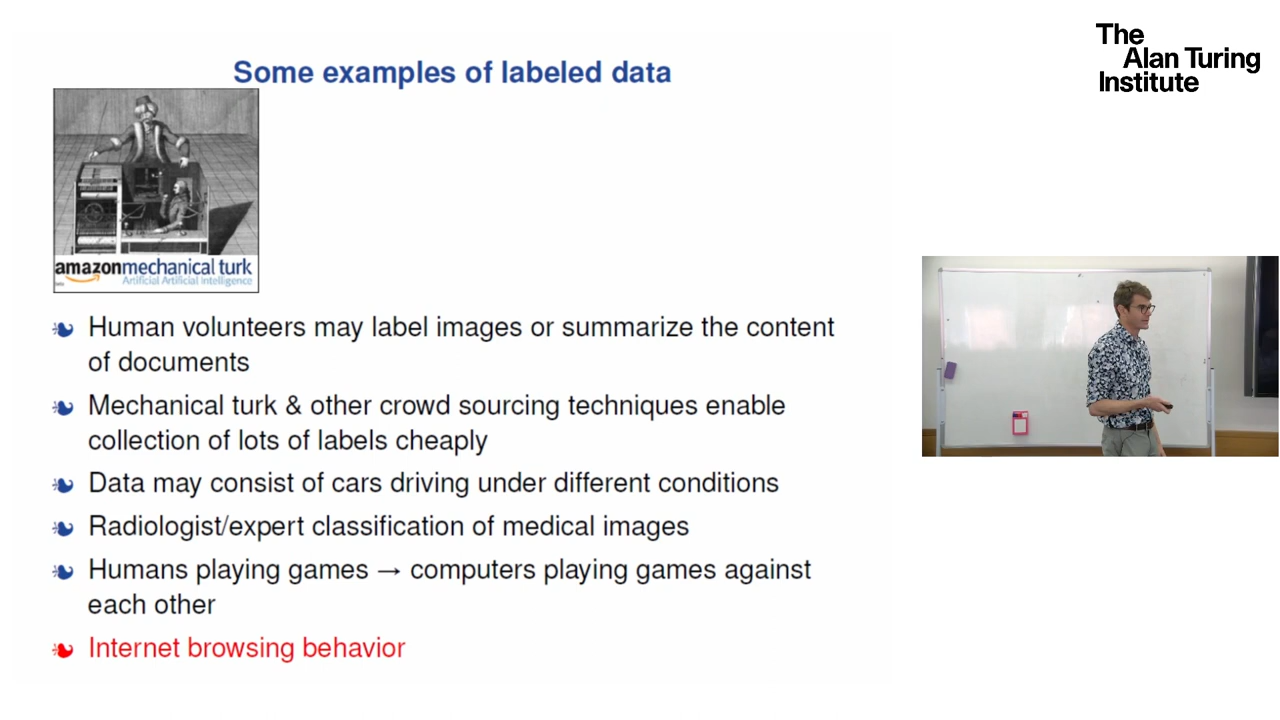 The
Alan Turing
Institute
Some examples of labeled data
amazonmechanical turk
beta
Artificial Artificial Intelligence
Human volunteers may label images or summarize the content
of documents
Mechanical turk & other crowd sourcing techniques enable
collection of lots of labels cheaply
Data may consist of cars driving under different conditions
Radiologist/expert classification of medical images
Humans playing games → computers playing games against
each other
Internet browsing behavior